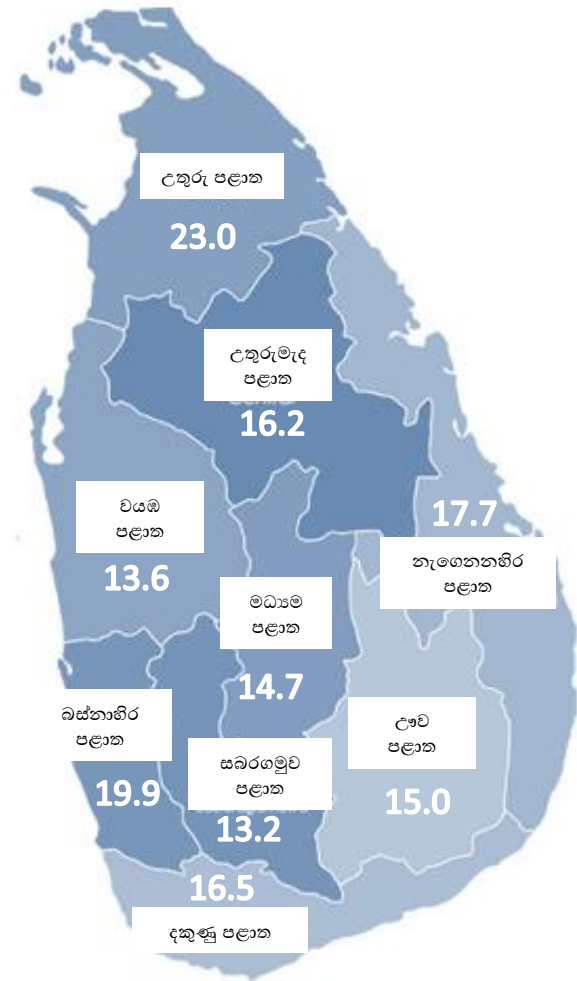 උතුරු පළාත
23.0
උතුරුමැද
පළාත
16.2
වයඹ
පළාත
13.6
17.7
නැගෙනහිර
පළාත
මධ්‍යම
පළාත
14.7
බස්නාහිර
පළාත
19.9
සබරගමුව
පළාත
13.2
ඌව
පළාත
15.0
16.5
දකුණු පළාත